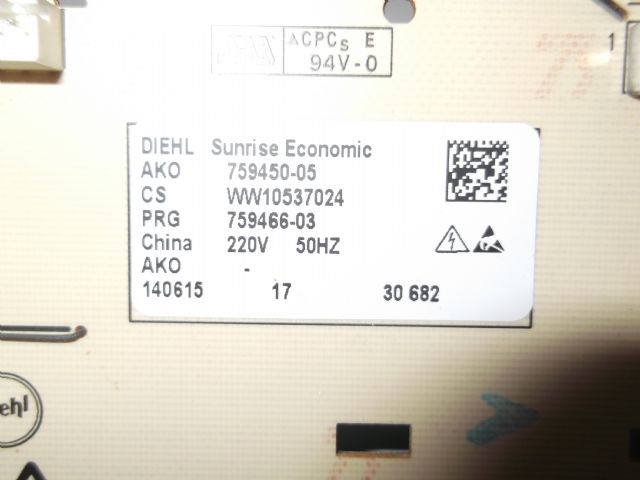 CPCs E
94V-0
1
DIEHL Sunrise Economic
AKO 759450-05
CS WW10537024
PRG 759466-03
China 220V 50HZ
AKO -
140615 17 30 682
ehl